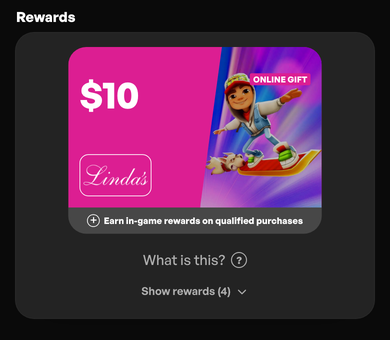 Rewards
$10
ONLINE GIFT
Linda's
Earn in-game rewards on qualified purchases
What is this? ?
Show rewards (4)